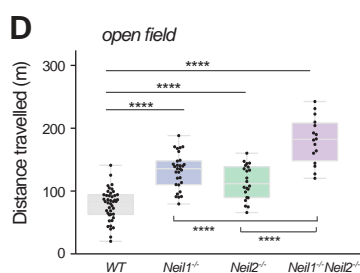 D
open field
Distance travelled (m)
300
200
100
0
****
****
****
****
****
WT
Neil1⁻/⁻
Neil2⁻/⁻
Neil1⁻/⁻Neil2⁻/⁻